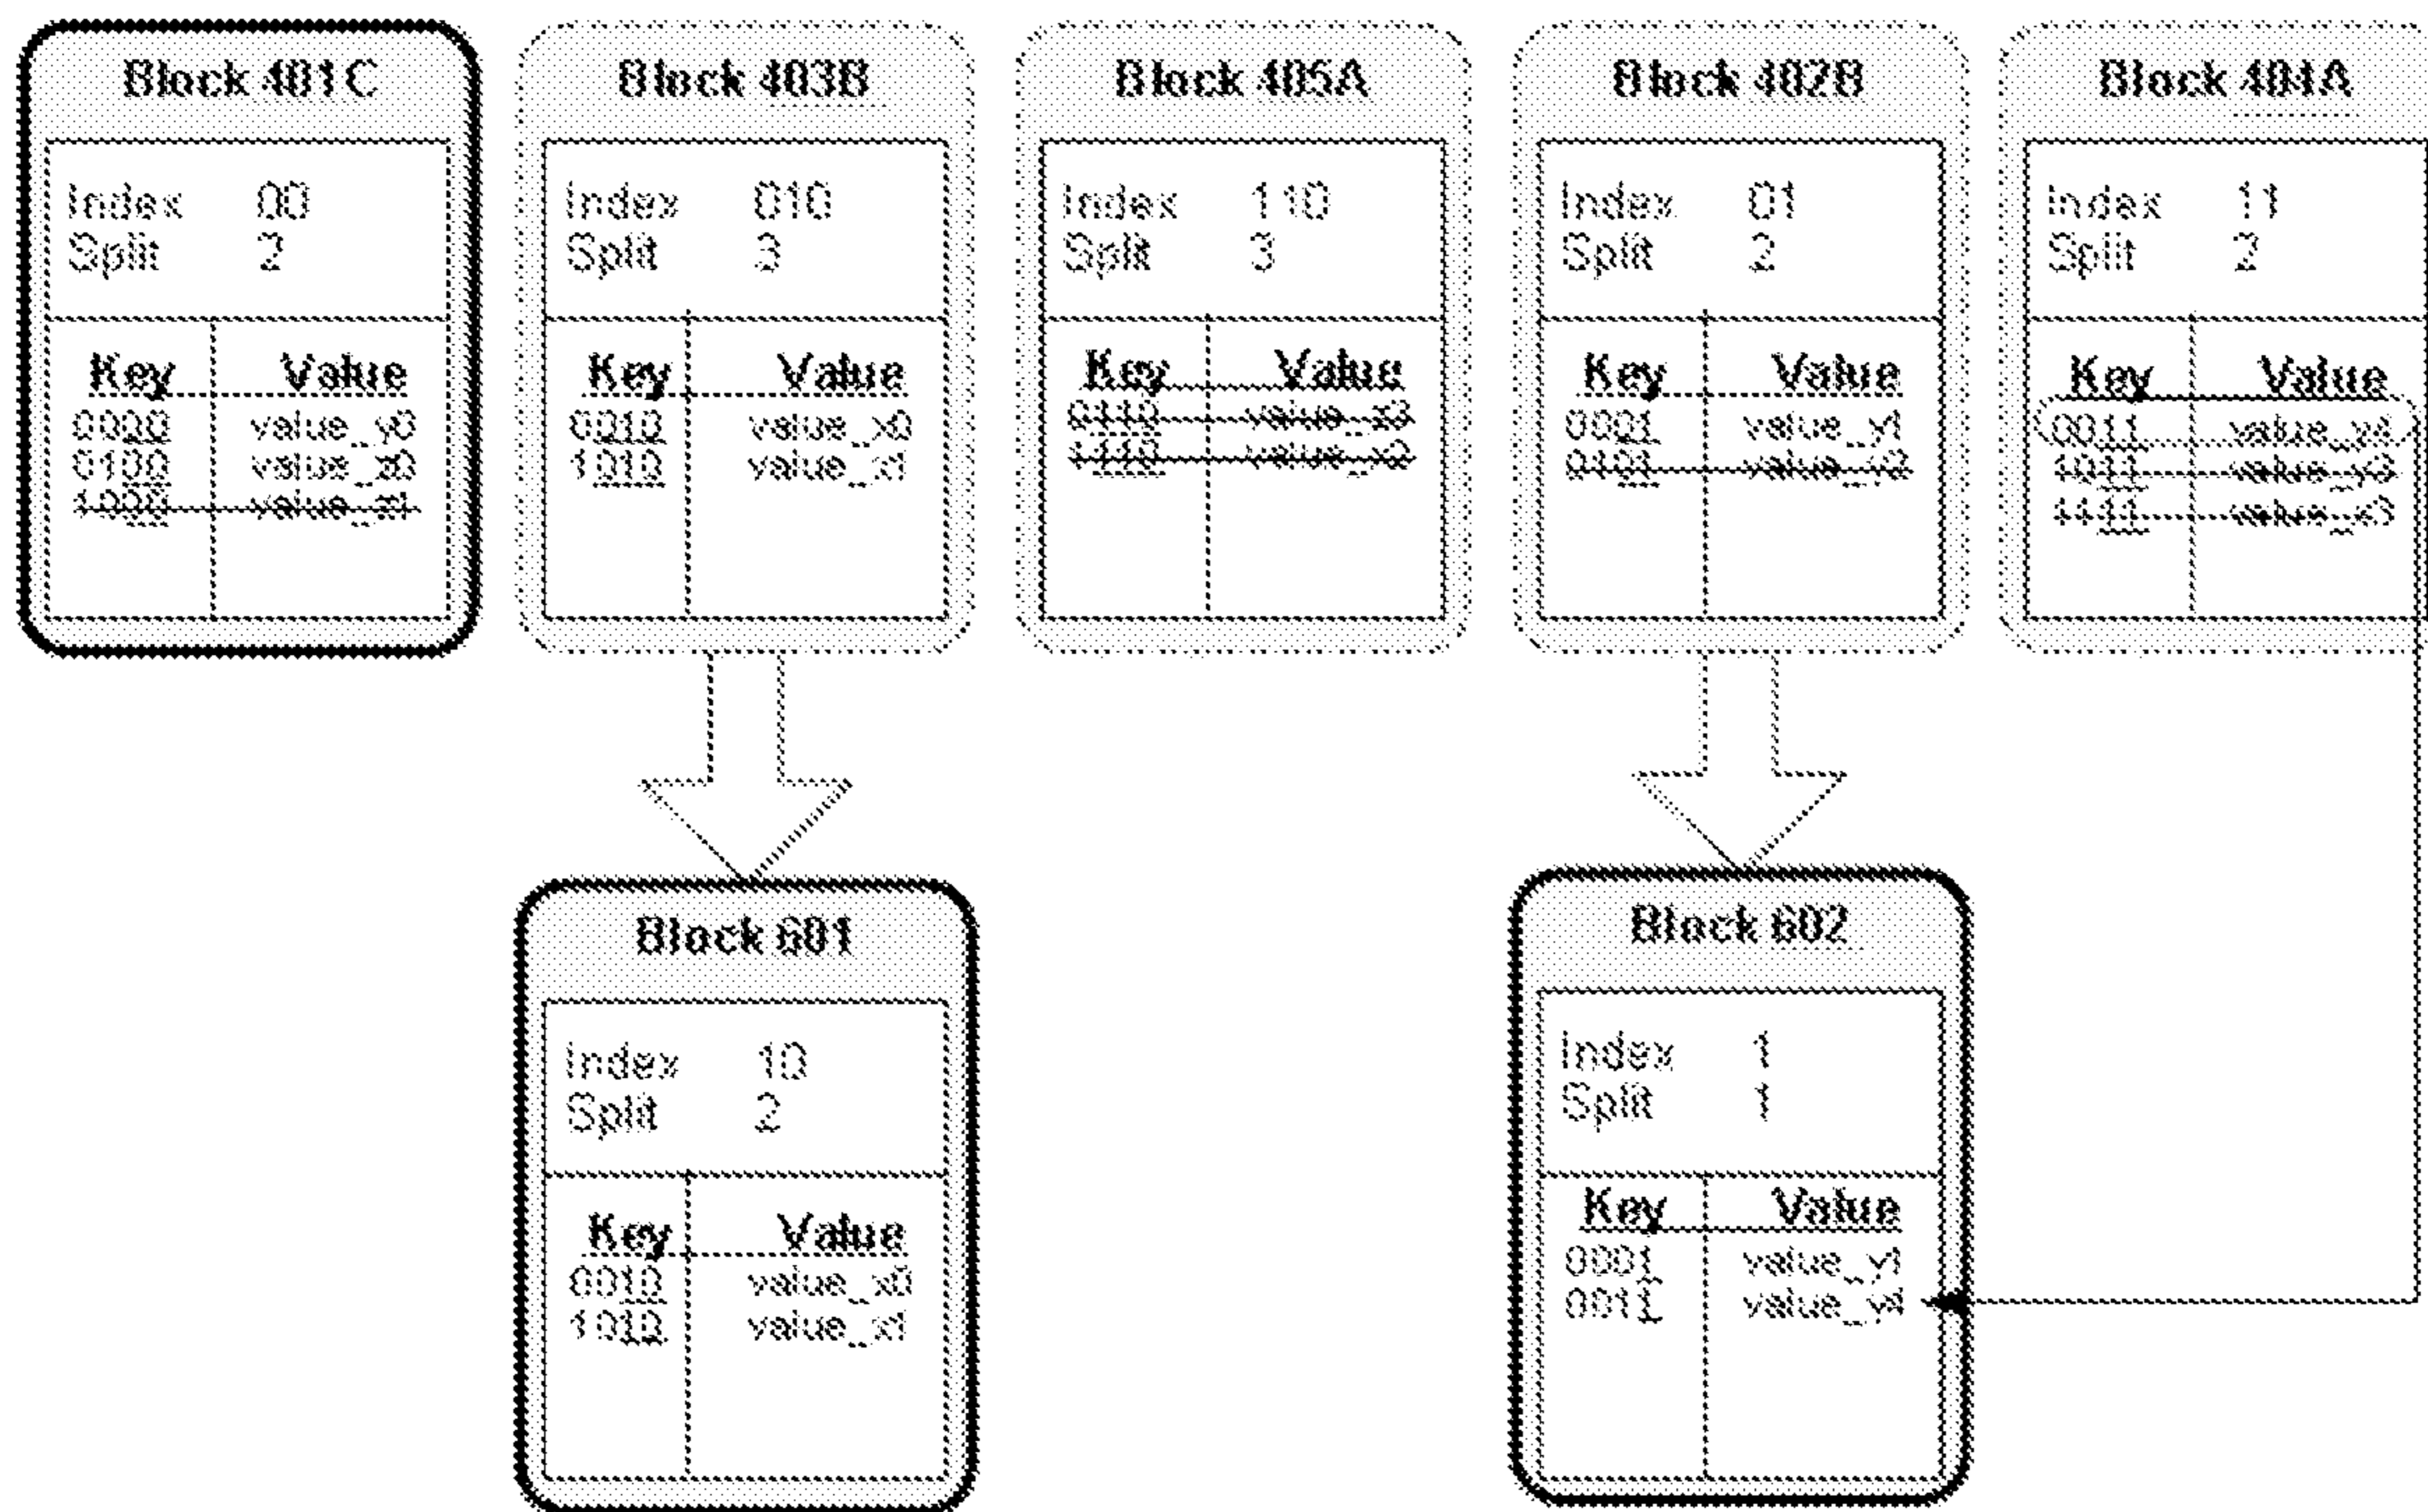 Block 401C
Index 00
Split 2
Key Value
0000 value_y0
0100 value_z0
1000 value_z1
Block 403B
Index 010
Split 3
Key Value
0010 value_x0
1010 value_x1
Block 405A
Index 110
Split 3
Key Value
0110
1110 value_x2
Block 402B
Index 01
Split 2
Key Value
0001 value_y1
0101
Block 404A
Index 11
Split 2
Key Value
0011 value_y4
1011 value_y3
1111
Block 601
Index 10
Split 2
Key Value
0010 value_x0
1010 value_x1
Block 602
Index 1
Split 1
Key Value
0001 value_y1
0011 value_y4